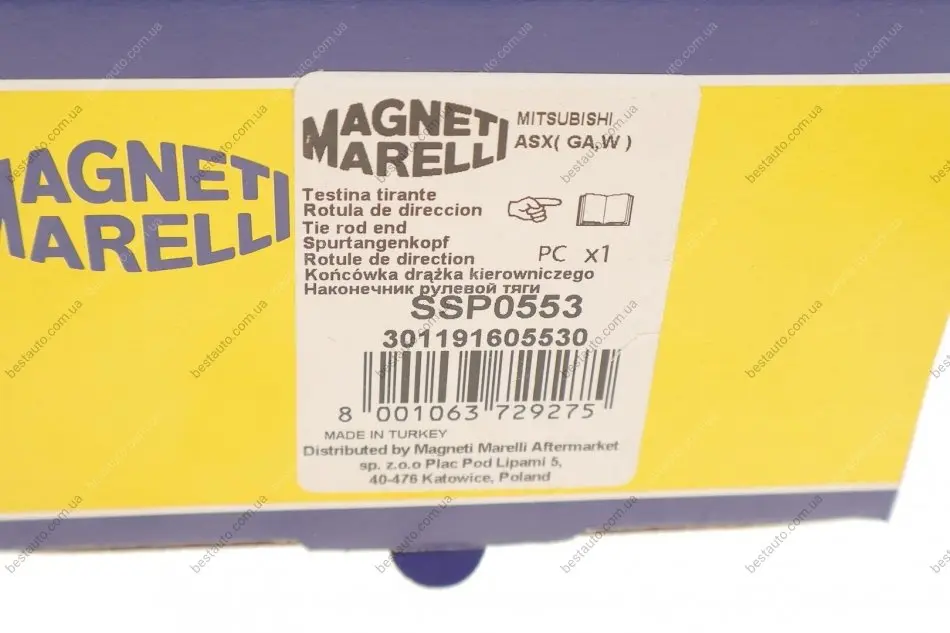 MAGNETI
MARELLI
MAGNETI
MARELLI
MITSUBISHI
ASX( GA,W )
Testina tirante
Rotula de direccion
Tie rod end
Spurtangenkopf
Rotule de direction
Końcówka drążka kierowniczego
Наконечник рулевой тяги
PC x1
SSP0553
301191605530
8 001063 729275
MADE IN TURKEY
Distributed by Magneti Marelli Aftermarket
sp. z.o.o Plac Pod Lipami 5,
40-476 Katowice, Poland
bestauto.com.ua